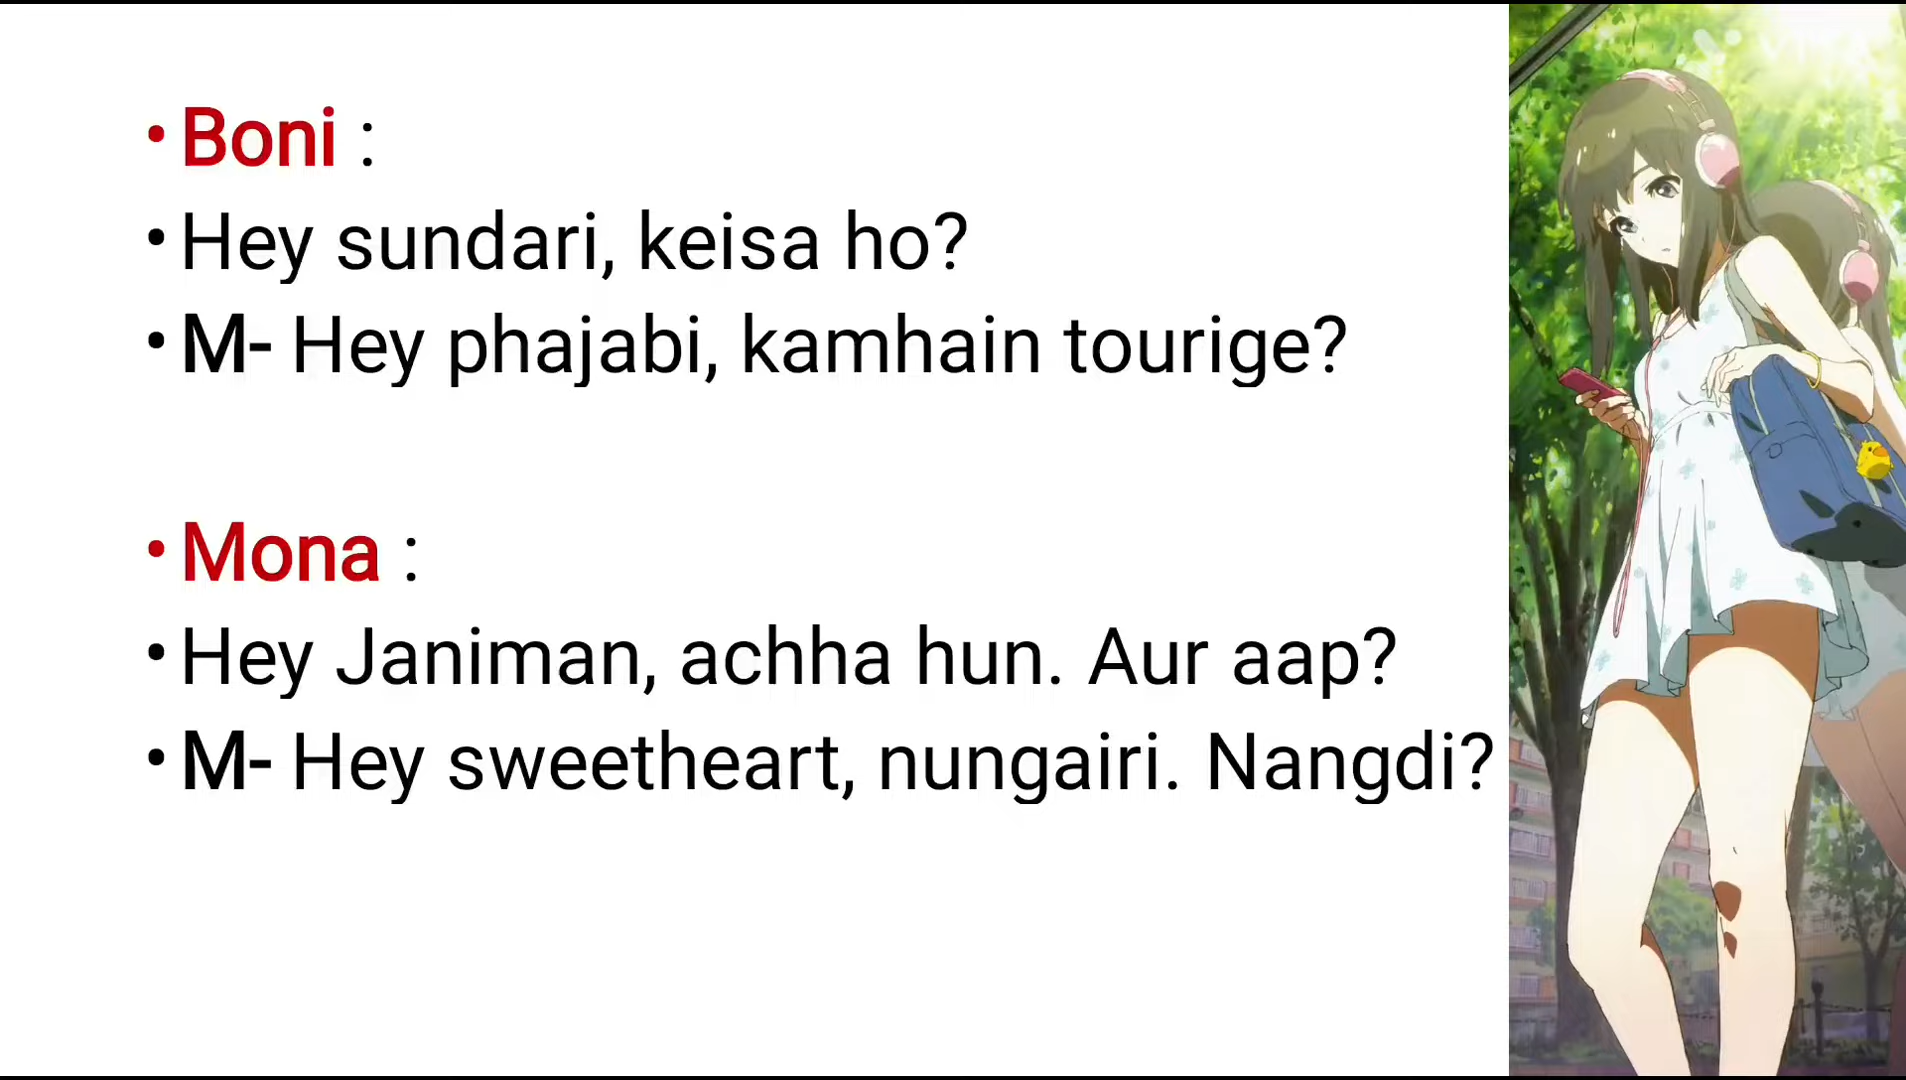 • Boni :
• Hey sundari, keisa ho?
• M- Hey phajabi, kamhain tourige?
• Mona :
• Hey Janiman, achha hun. Aur aap?
• M- Hey sweetheart, nungairi. Nangdi?